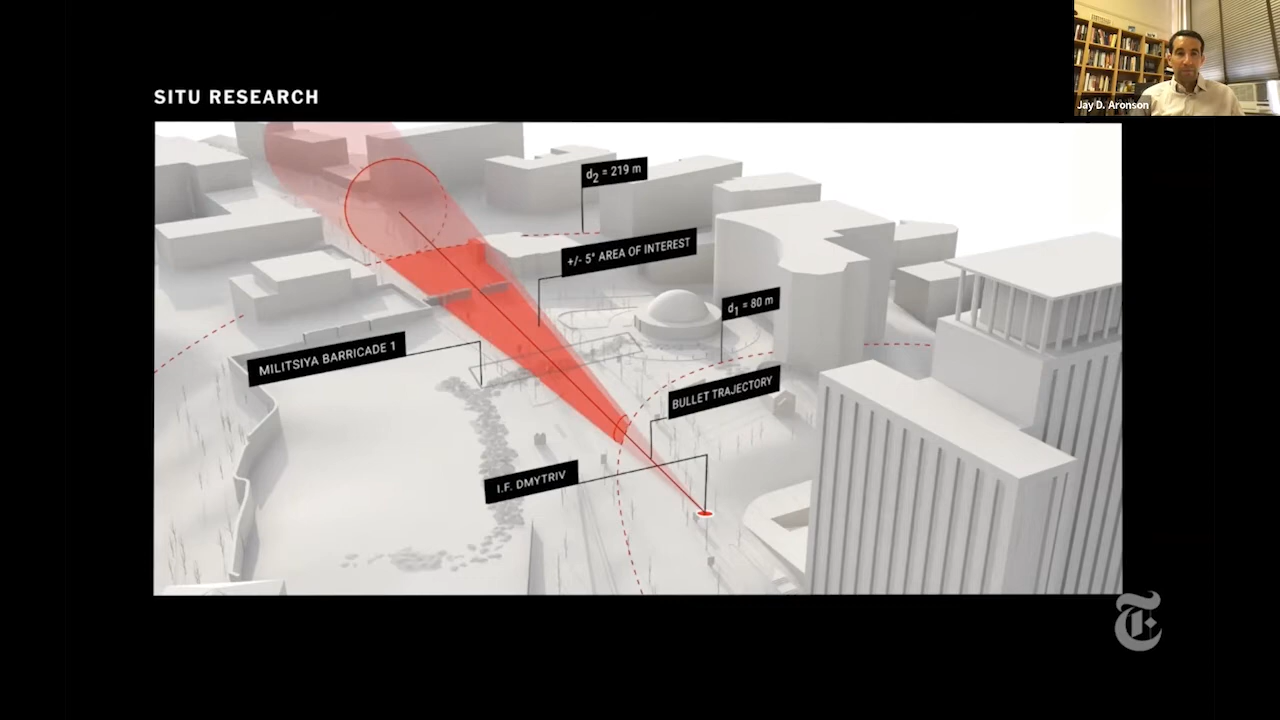 Jay D. Aronson
SITU RESEARCH
d2 = 219 m
+/- 5° AREA OF INTEREST
d1 = 80 m
MILITSIYA BARRICADE 1
BULLET TRAJECTORY
I.F. DMYTRIV
T